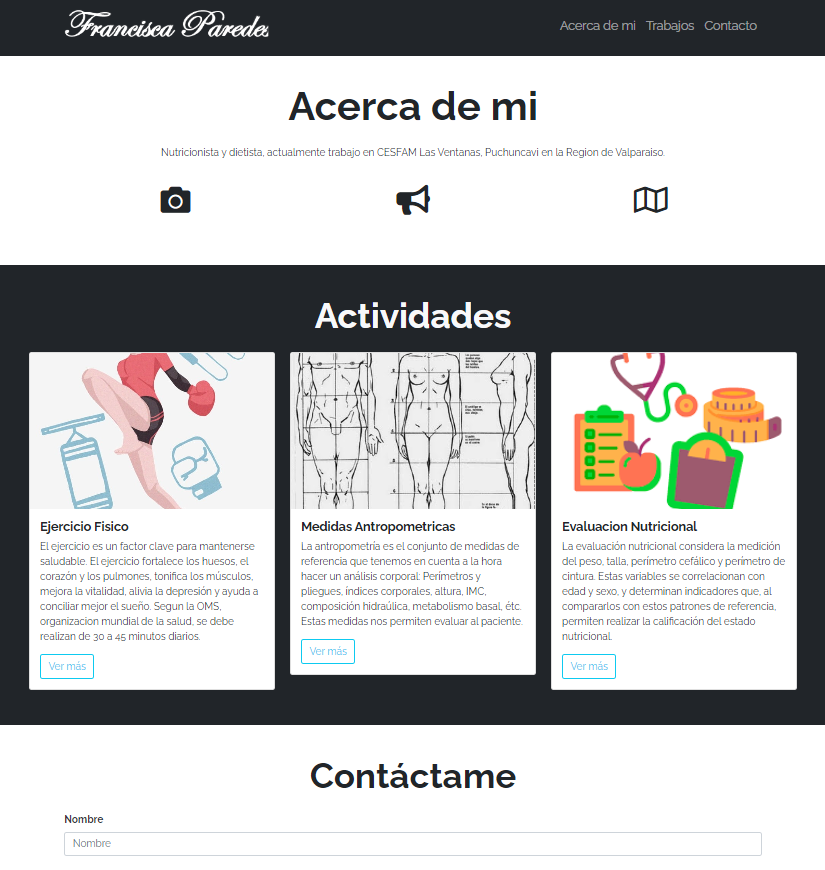 Francisca Paredes
Acerca de mi Trabajos Contacto
Acerca de mi
Nutricionista y dietista, actualmente trabajo en CESFAM Las Ventanas, Puchuncavi en la Region de Valparaiso.
Actividades
Ejercicio Fisico
El ejercicio es un factor clave para mantenerse
saludable. El ejercicio fortalece los huesos, el
corazón y los pulmones, tonifica los músculos,
mejora la vitalidad, alivia la depresión y ayuda a
conciliar mejor el sueño. Segun la OMS,
organizacion mundial de la salud, se debe
realizan de 30 a 45 minutos diarios.
Ver más
Medidas Antropometricas
La antropometría es el conjunto de medidas de
referencia que tenemos en cuenta a la hora
hacer un análisis corporal: Perímetros y
pliegues, índices corporales, altura, IMC,
composición hidraúlica, metabolismo basal, étc.
Estas medidas nos permiten evaluar al paciente.
Ver más
Evaluacion Nutricional
La evaluación nutricional considera la medición
del peso, talla, perímetro cefálico y perímetro de
cintura. Estas variables se correlacionan con
edad y sexo, y determinan indicadores que, al
compararlos con estos patrones de referencia,
permiten realizar la calificación del estado
nutricional.
Ver más
Contáctame
Nombre
Nombre